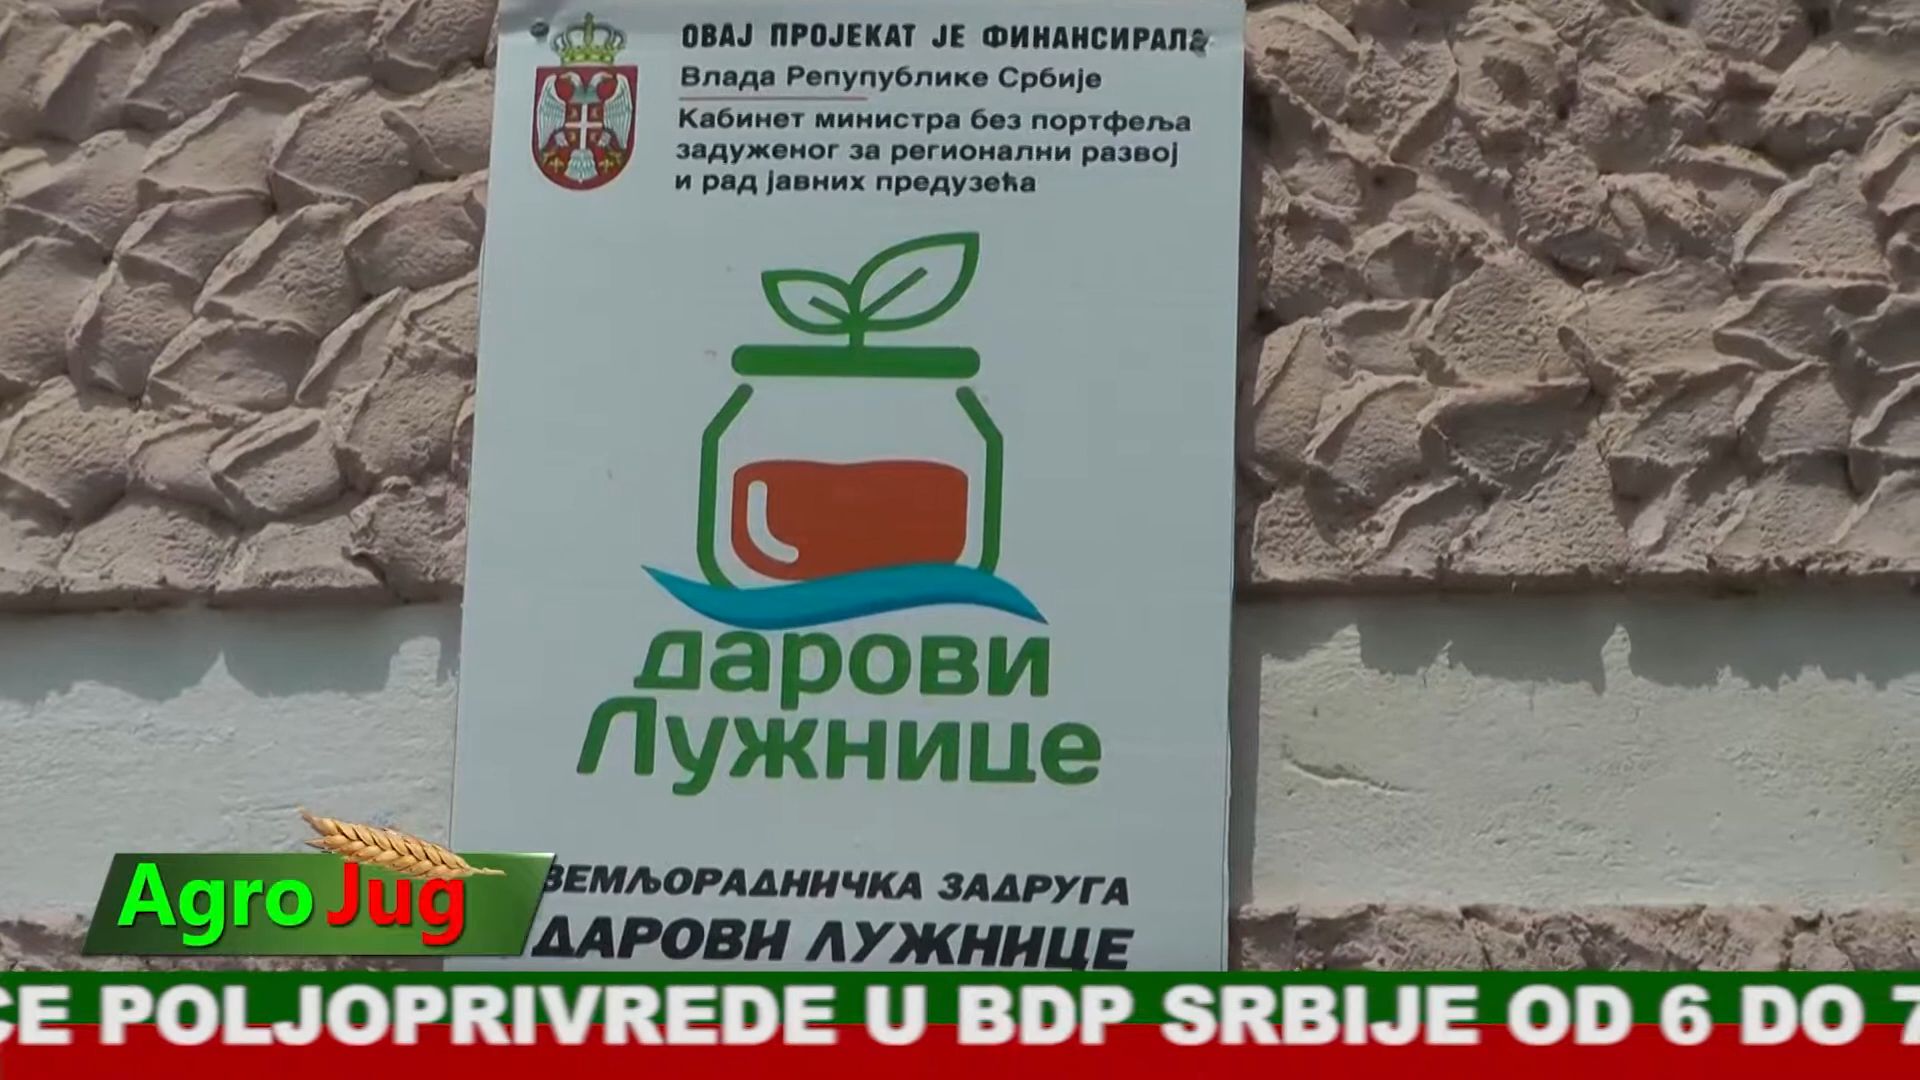 ОВАЈ ПРОЈЕКАТ ЈЕ ФИНАНСИРАЛА
Влада Репупублике Србије
Кабинет министра без портфеља
задуженог за регионални развој
и рад јавних предузећа
дарови
Лужнице
ЗЕМЉОРАДНИЧКА ЗАДРУГА
ДАРОВИ ЛУЖНИЦЕ
Agro Jug
POLJOPRIVREDE U BDP SRBIJE OD 6 DO